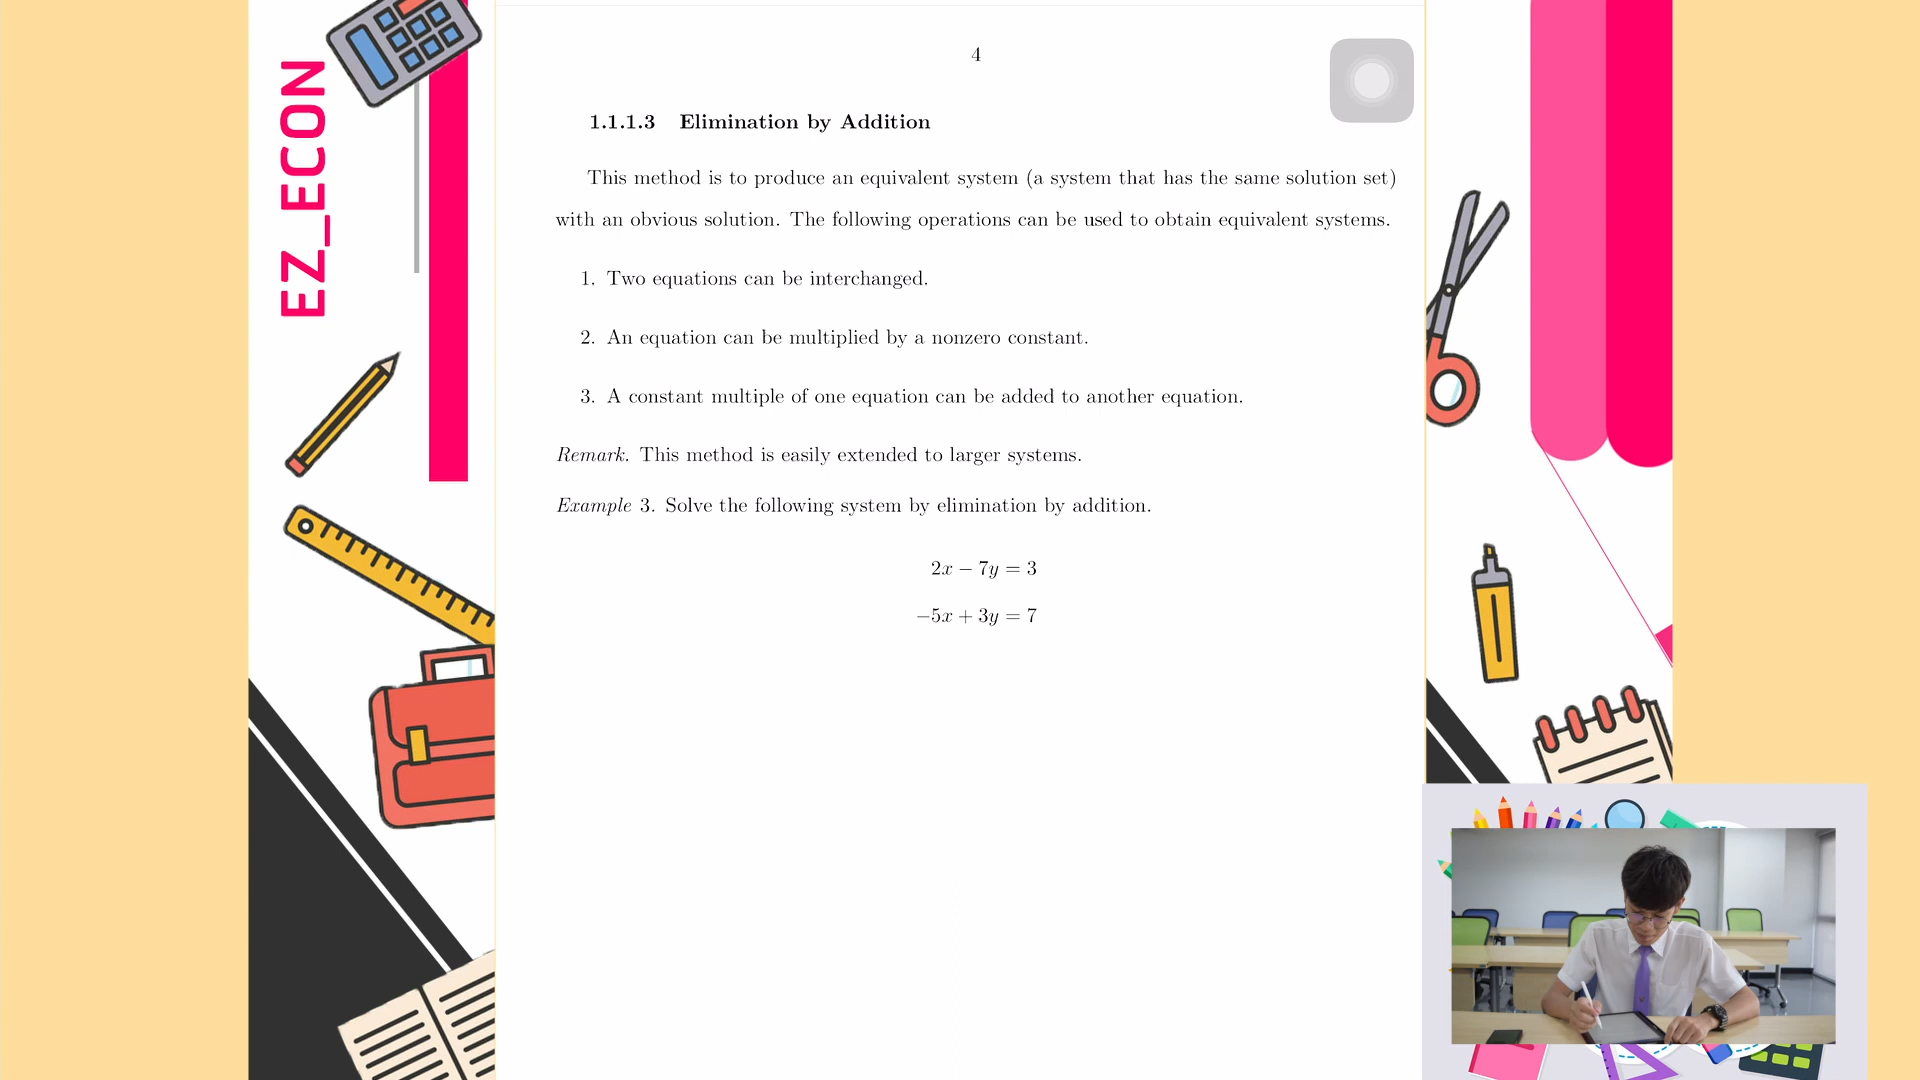 EZ_ECON
4
1.1.1.3 Elimination by Addition
This method is to produce an equivalent system (a system that has the same solution set)
with an obvious solution. The following operations can be used to obtain equivalent systems.
1. Two equations can be interchanged.
2. An equation can be multiplied by a nonzero constant.
3. A constant multiple of one equation can be added to another equation.
Remark. This method is easily extended to larger systems.
Example 3. Solve the following system by elimination by addition.
2x − 7y = 3
−5x + 3y = 7